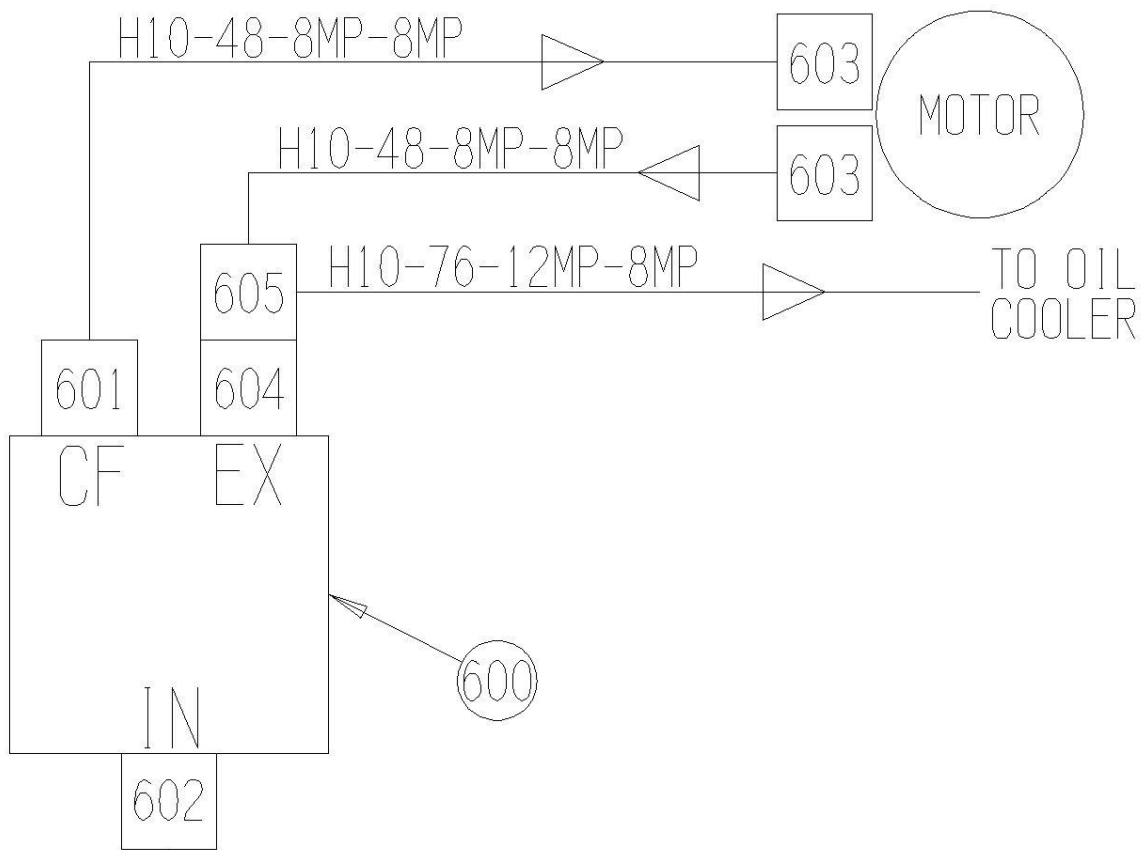 H10-48-8MP-8MP
603
MOTOR
H10-48-8MP-8MP
603
605
H10-76-12MP-8MP
TO OIL
COOLER
601
604
CF
EX
600
IN
602